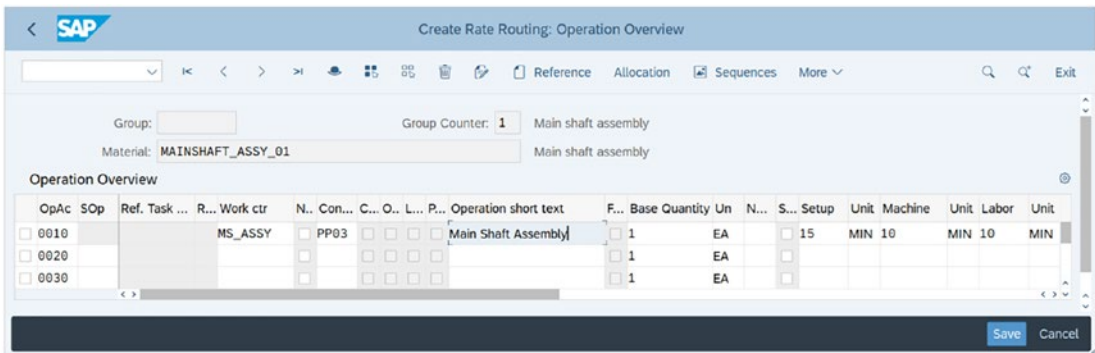 SAP Create Rate Routing: Operation Overview
Reference Allocation Sequences More Exit
Group: Group Counter: 1 Main shaft assembly
Material: MAINSHAFT_ASSY_01 Main shaft assembly
Operation Overview
OpAc SOp Ref. Task ... R... Work ctr N.. Con... C... O.. L... P... Operation short text F... Base Quantity Un N... S... Setup Unit Machine Unit Labor Unit
0010 MS_ASSY PP03 Main Shaft Assembly 1 EA 15 MIN 10 MIN 10 MIN
0020 1 EA
0030 1 EA
Save Cancel